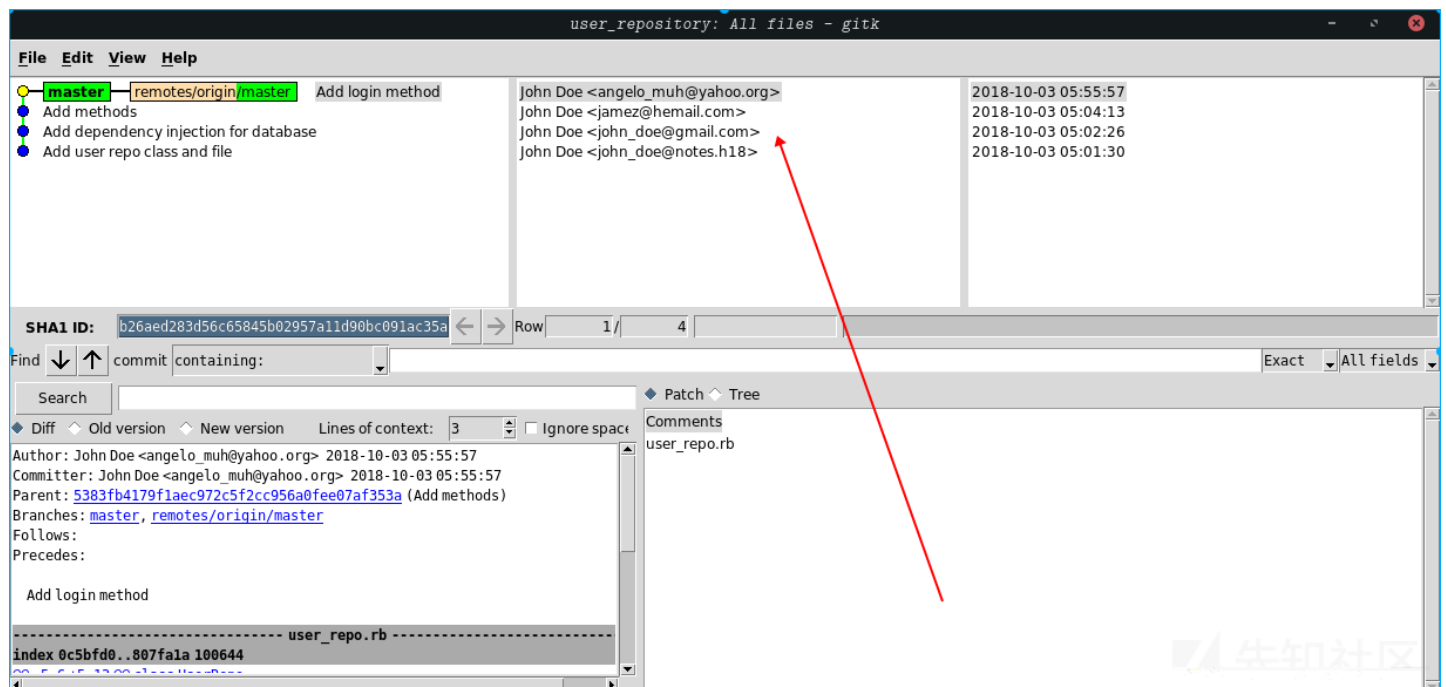 user_repository: All files - gitk
File Edit View Help
master remotes/origin/master Add login method John Doe <angelo_muh@yahoo.org> 2018-10-03 05:55:57
Add methods John Doe <jamez@hemail.com> 2018-10-03 05:04:13
Add dependency injection for database John Doe <john_doe@gmail.com> 2018-10-03 05:02:26
Add user repo class and file John Doe <john_doe@notes.h18> 2018-10-03 05:01:30
SHA1 ID: b26aed283d56c65845b02957a11d90bc091ac35a Row 1/ 4
Find commit containing: Exact All fields
Search
Diff Old version New version Lines of context: 3 Ignore space
Patch Tree
Comments
user_repo.rb
Author: John Doe <angelo_muh@yahoo.org> 2018-10-03 05:55:57
Committer: John Doe <angelo_muh@yahoo.org> 2018-10-03 05:55:57
Parent: 5383fb4179f1aec972c5f2cc956a0fee07af353a (Add methods)
Branches: master, remotes/origin/master
Follows:
Precedes:
Add login method
-------------------------------- user_repo.rb --------------------------
index 0c5bfd0..807fa1a 100644
先知社区